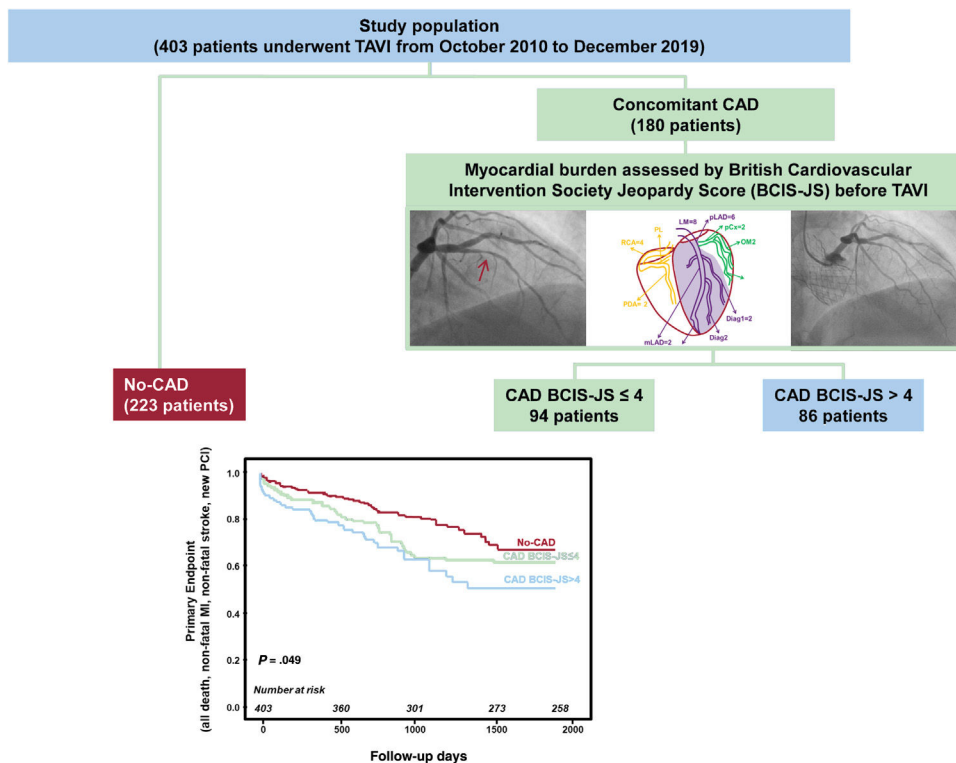 Study population
(403 patients underwent TAVI from October 2010 to December 2019)
Concomitant CAD
(180 patients)
Myocardial burden assessed by British Cardiovascular
Intervention Society Jeopardy Score (BCIS-JS) before TAVI
LM=8
pLAD=6
pCx=2
PL
RCA=4
OM2
PDA= 2
Diag1=2
mLAD=2
Diag2
No-CAD
(223 patients)
CAD BCIS-JS ≤ 4
94 patients
CAD BCIS-JS > 4
86 patients
Primary Endpoint
(all death, non-fatal MI, non-fatal stroke, new PCI)
1.0
0.8
0.6
0.4
0.2
0.0
No-CAD
CAD BCIS-JS≤4
CAD BCIS-JS>4
P = .049
Number at risk
403 360 301 273 258
0 500 1000 1500 2000
Follow-up days